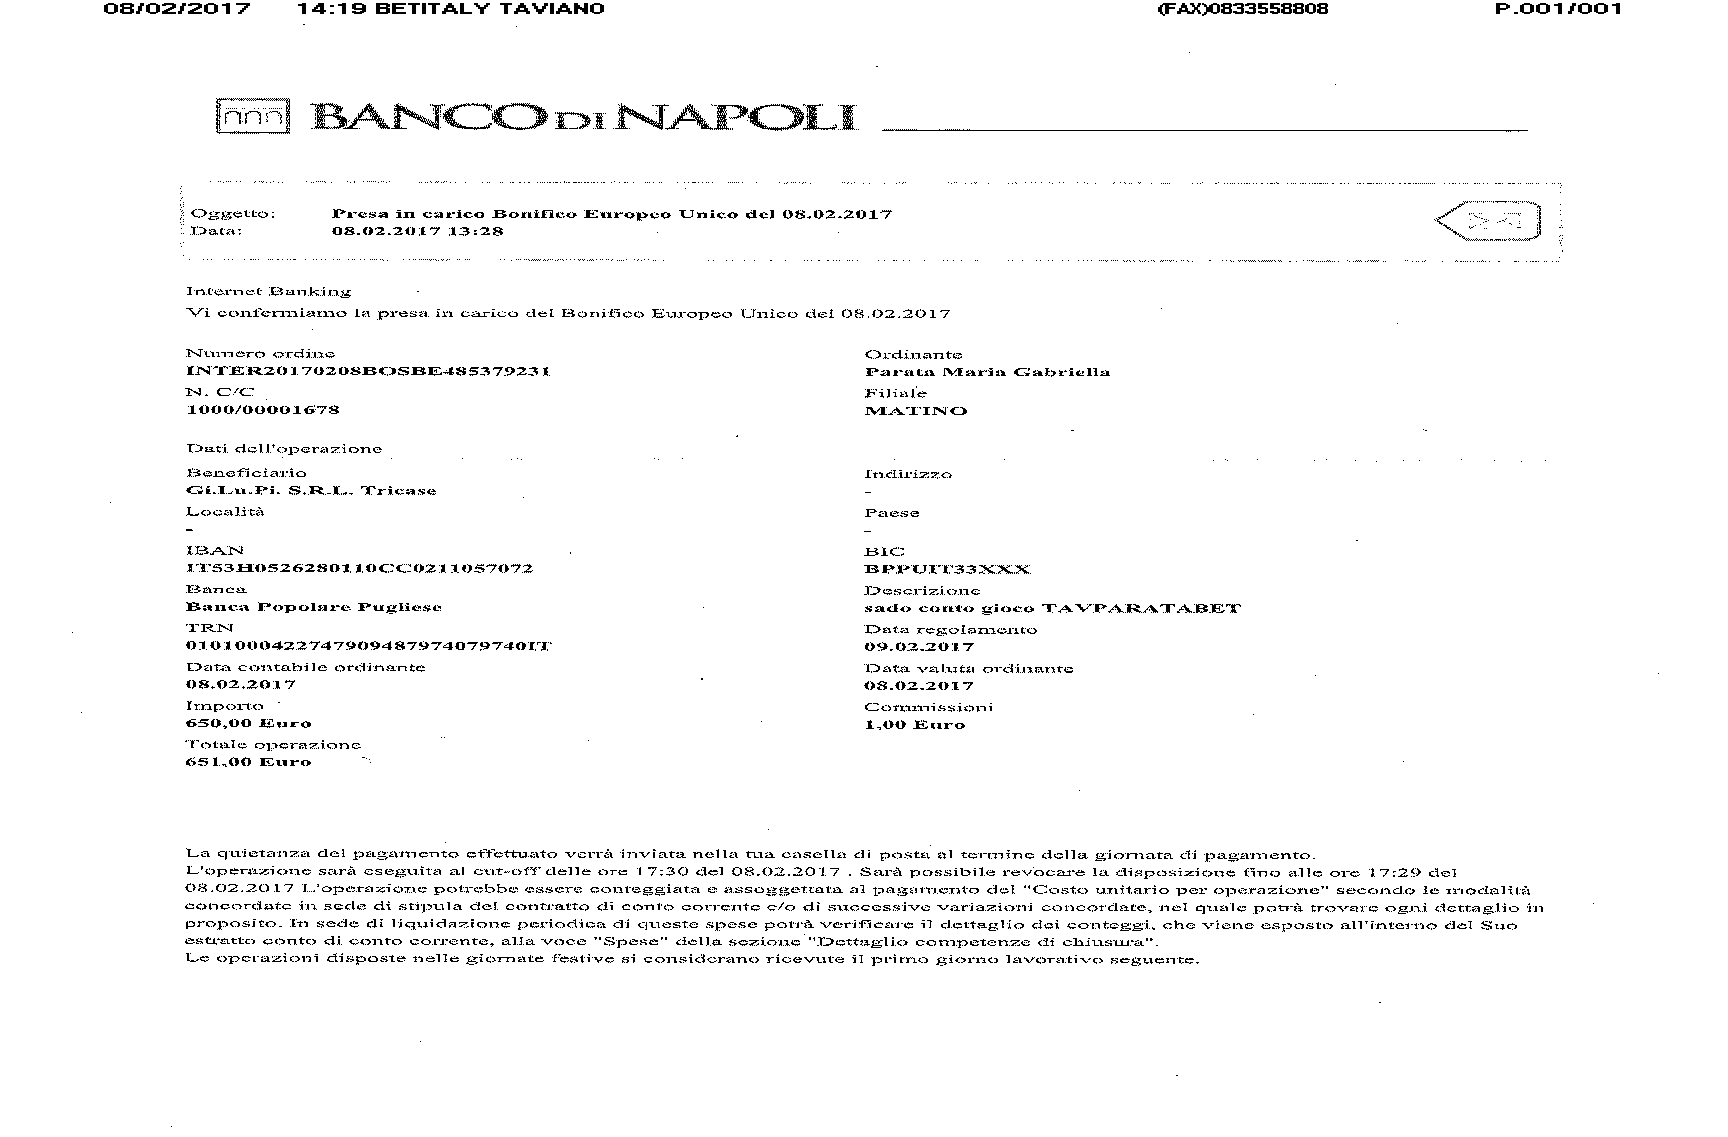 08/02/2017 14:19 BETITALY TAVIANO (FAX)0833558808 P.001/001
BANCO DI NAPOLI
Oggetto: Presa in carico Bonifico Europeo Unico del 08.02.2017
Data: 08.02.2017 13:28
Internet Banking
Vi confermiamo la presa in carico del Bonifico Europeo Unico del 08.02.2017
Numero ordine Ordinante
INTER20170208BOSBE485379231 Parata Maria Gabriella
N. C/C Filiale
1000/00001678 MATINO
Dati dell'operazione
Beneficiario Indirizzo
Gi.Lu.Pi. S.R.L. Tricase -
Località Paese
- -
IBAN BIC
IT53H0526280110CC0211057072 BPPUIT33XXX
Banca Descrizione
Banca Popolare Pugliese sado conto gioco TAVPARATABET
TRN Data regolamento
0101000422747909487974079740IT 09.02.2017
Data contabile ordinante Data valuta ordinante
08.02.2017 08.02.2017
Importo Commissioni
650,00 Euro 1,00 Euro
Totale operazione
651,00 Euro
La quietanza del pagamento effettuato verrà inviata nella tua casella di posta al termine della giornata di pagamento.
L'operazione sarà eseguita al cut-off delle ore 17:30 del 08.02.2017 . Sarà possibile revocare la disposizione fino alle ore 17:29 del
08.02.2017 L'operazione potrebbe essere conteggiata e assoggettata al pagamento del "Costo unitario per operazione" secondo le modalità
concordate in sede di stipula del contratto di conto corrente e/o di successive variazioni concordate, nel quale potrà trovare ogni dettaglio in
proposito. In sede di liquidazione periodica di queste spese potrà verificare il dettaglio dei conteggi, che viene esposto all'interno del Suo
estratto conto di conto corrente, alla voce "Spese" della sezione "Dettaglio competenze di chiusura".
Le operazioni disposte nelle giornate festive si considerano ricevute il primo giorno lavorativo seguente.